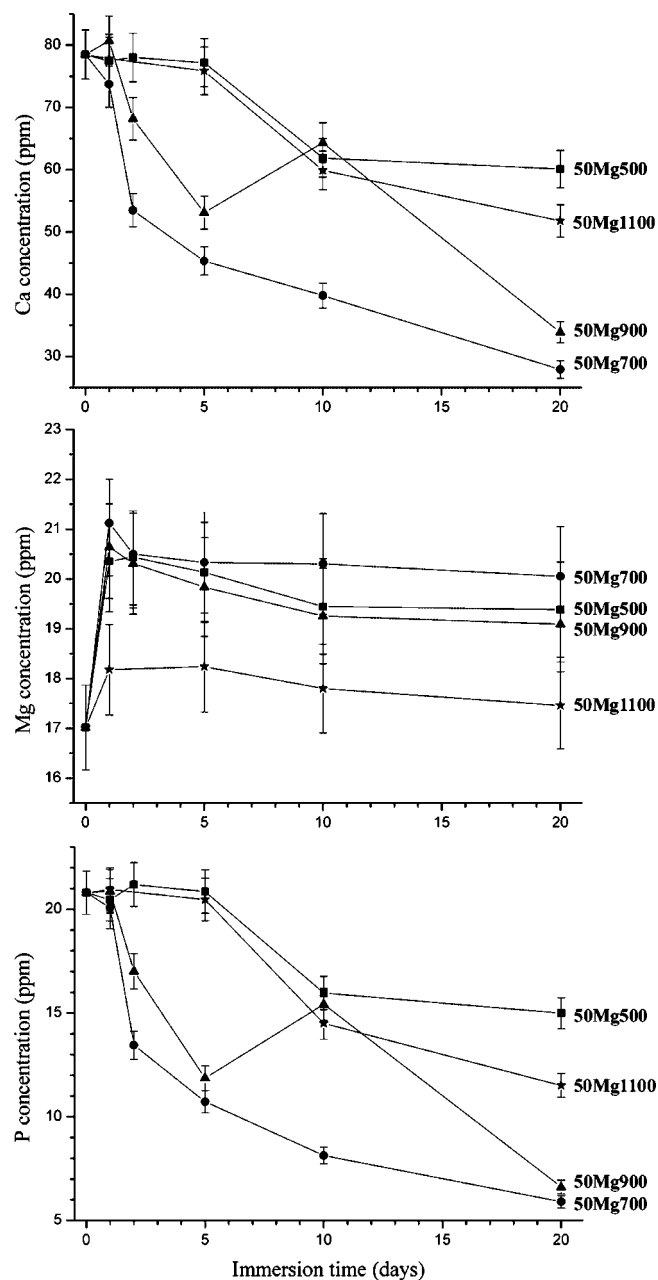 Ca concentration (ppm)
80
70
60
50
40
30
0 5 10 15 20
50Mg500
50Mg1100
50Mg900
50Mg700
Mg concentration (ppm)
23
22
21
20
19
18
17
16
0 5 10 15 20
50Mg700
50Mg500
50Mg900
50Mg1100
P concentration (ppm)
20
15
10
5
0 5 10 15 20
50Mg500
50Mg1100
50Mg900
50Mg700
Immersion time (days)